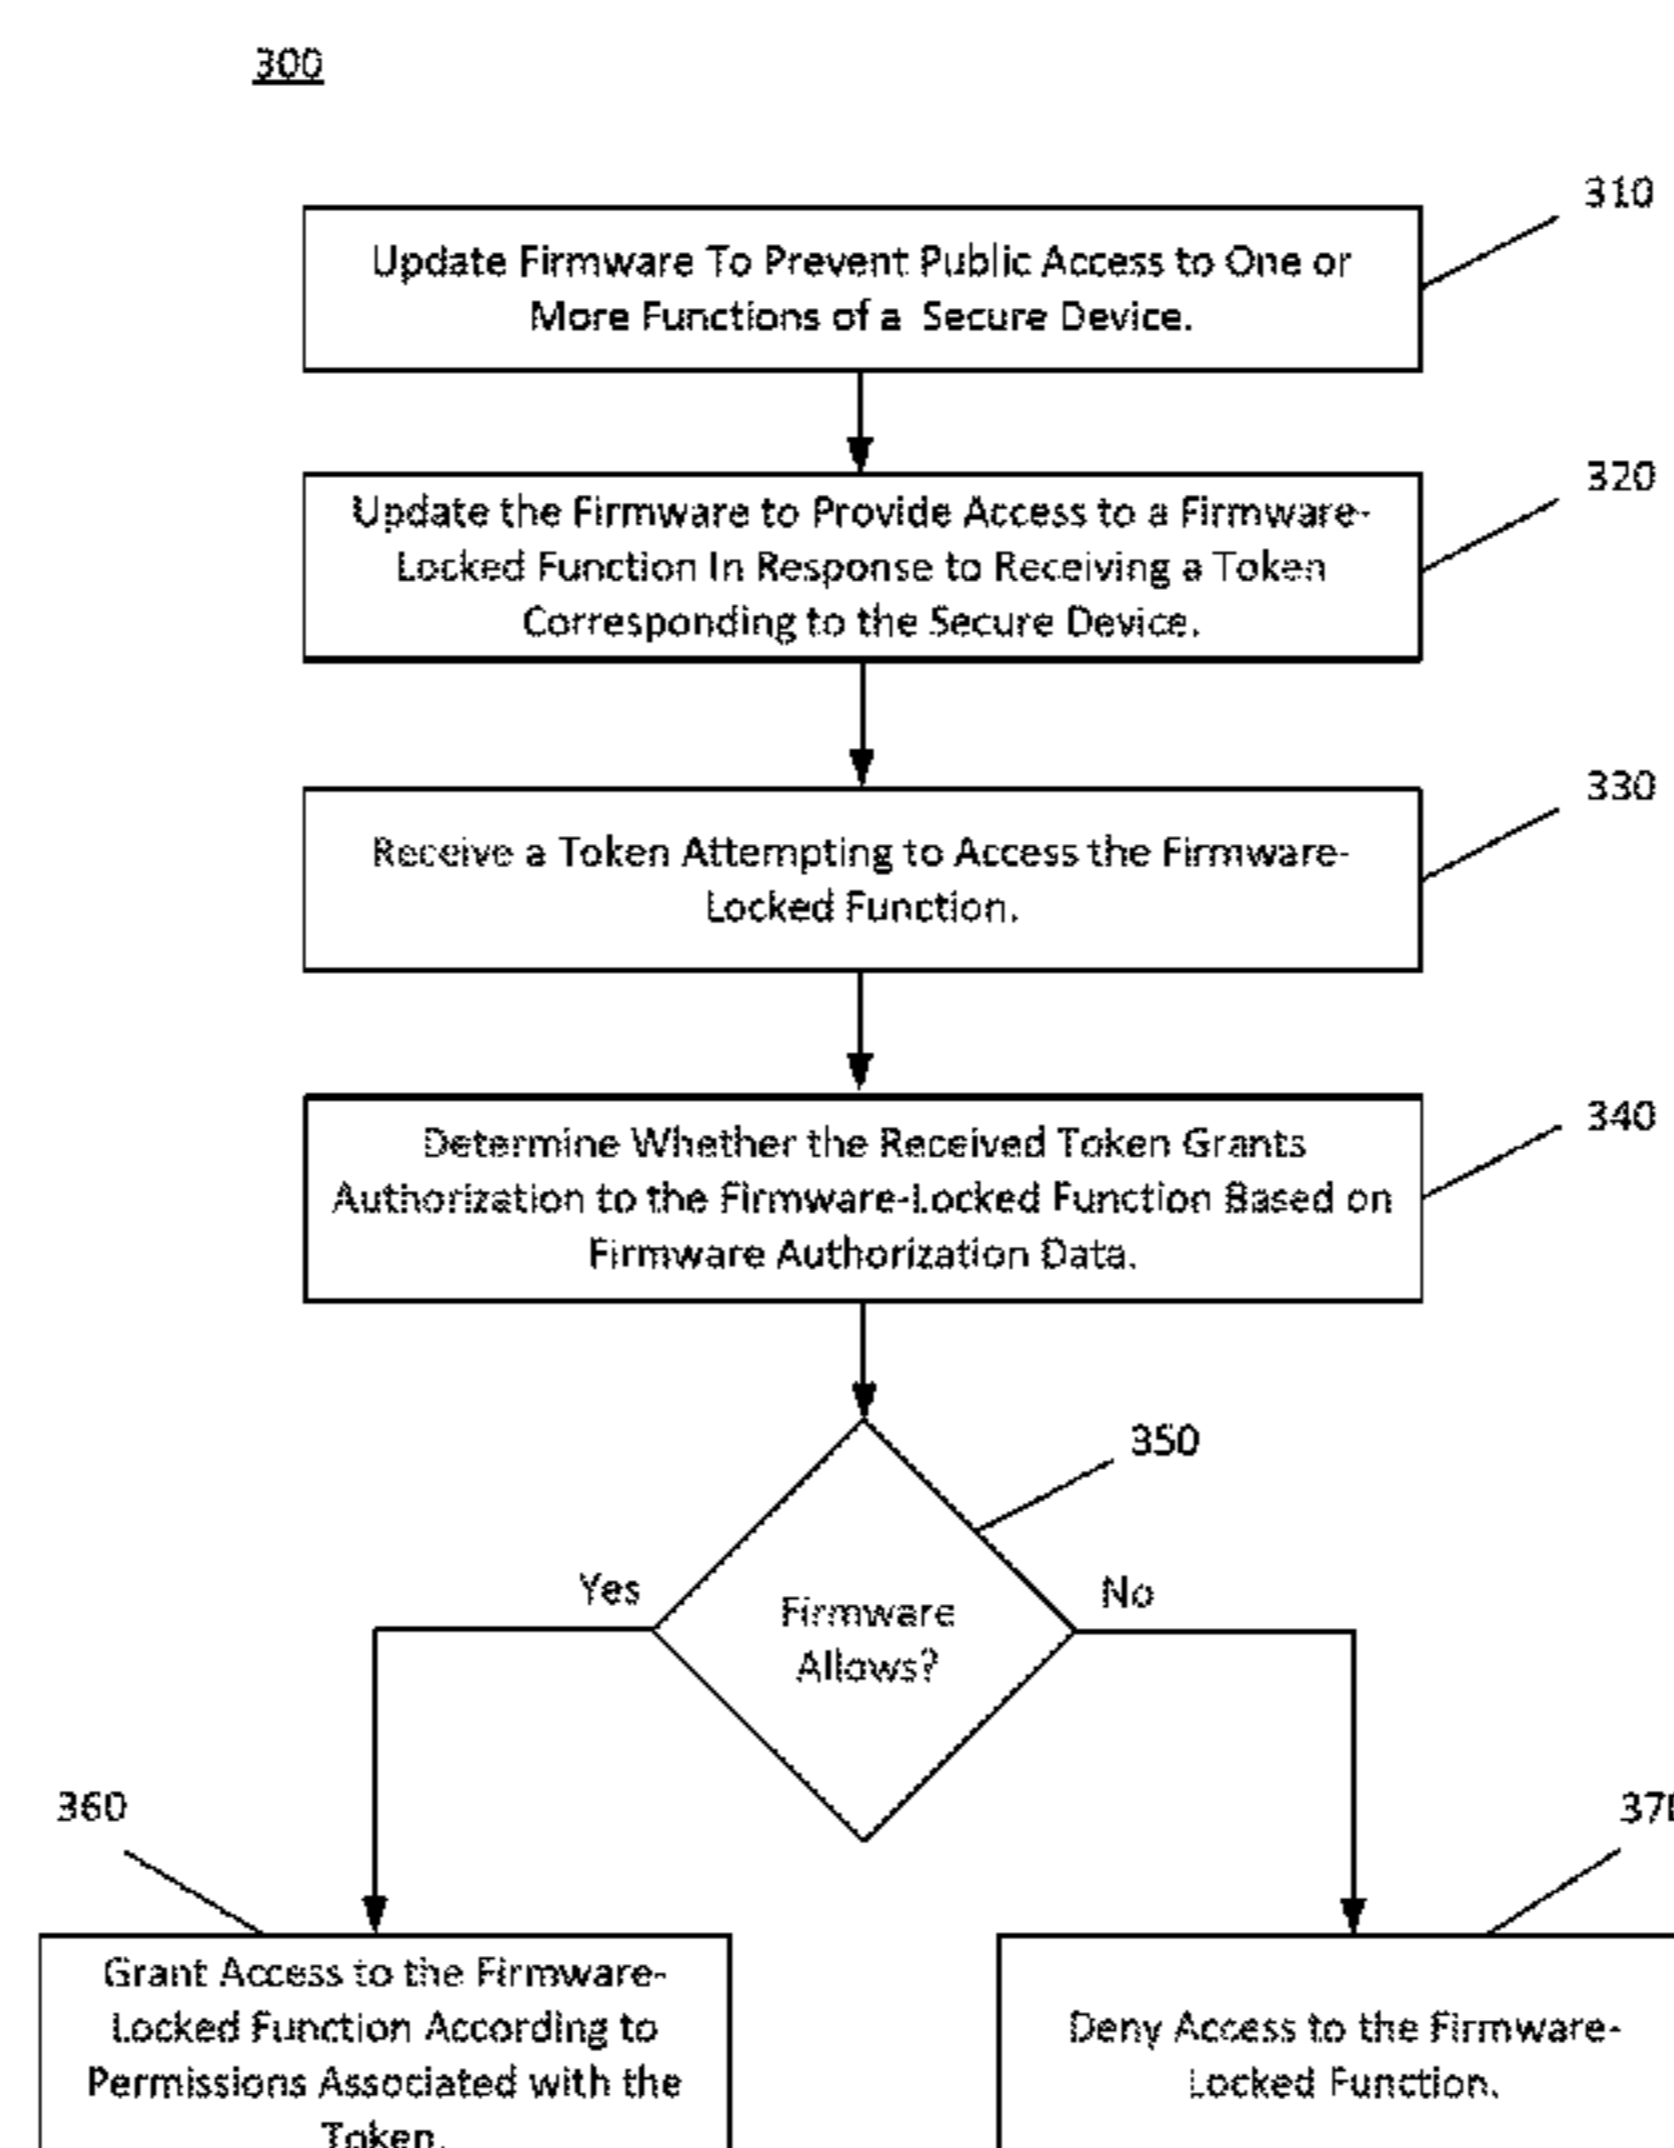 300
310
Update Firmware To Prevent Public Access to One or
More Functions of a Secure Device.
320
Update the Firmware to Provide Access to a Firmware-
Locked Function In Response to Receiving a Token
Corresponding to the Secure Device.
330
Receive a Token Attempting to Access the Firmware-
Locked Function.
340
Determine Whether the Received Token Grants
Authorization to the Firmware-Locked Function Based on
Firmware Authorization Data.
350
Yes
No
Firmware
Allows?
360
Grant Access to the Firmware-
Locked Function According to
Permissions Associated with the
Token.
Deny Access to the Firmware-
Locked Function.